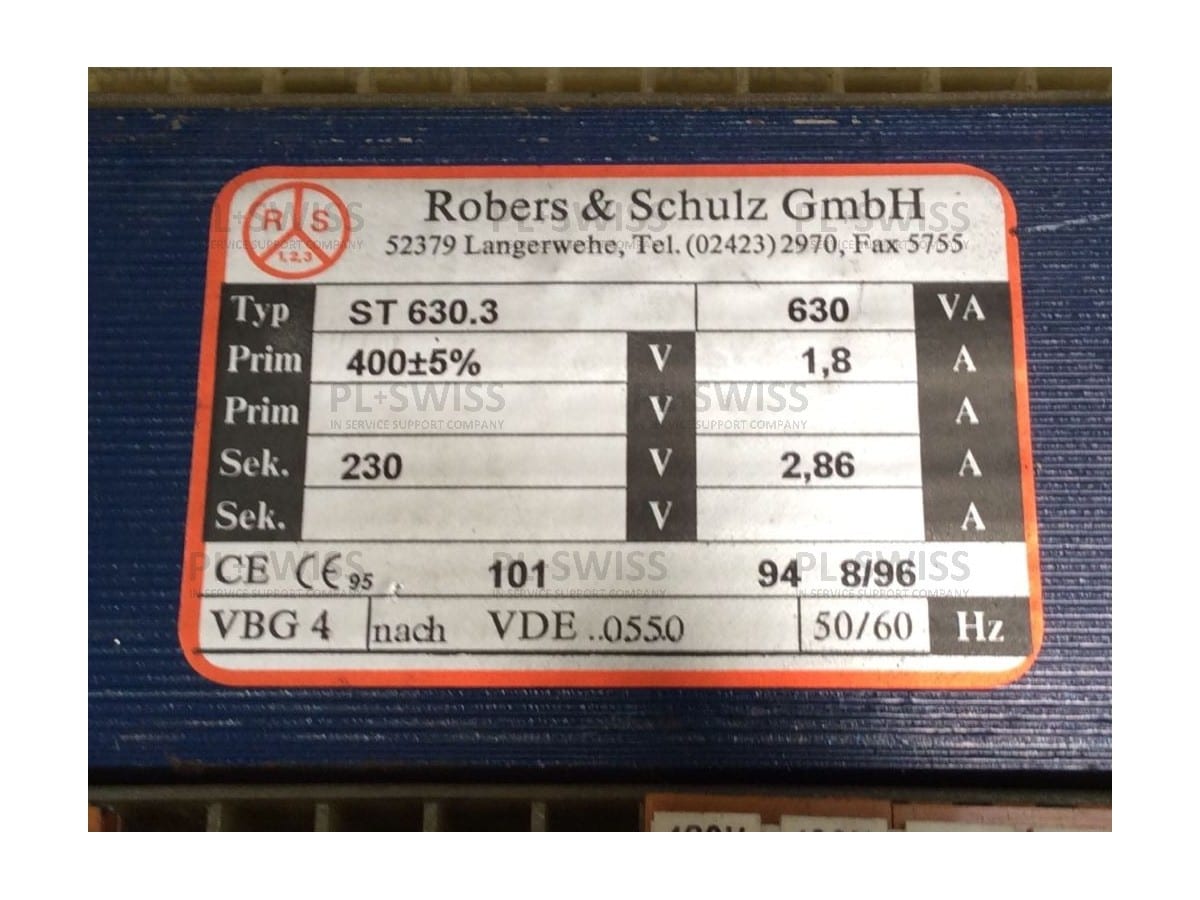 R S
1, 2, 3
Robers & Schulz GmbH
52379 Langerwehe, Tel. (02423) 2970, Fax 5755
Typ ST 630.3 630 VA
Prim 400±5% V 1,8 A
Prim V A
Sek. 230 V 2,86 A
Sek. V A
CE CE 95 101 94 8/96
VBG 4 nach VDE ..0550 50/60 Hz
PL+SWISS
IN SERVICE SUPPORT COMPANY